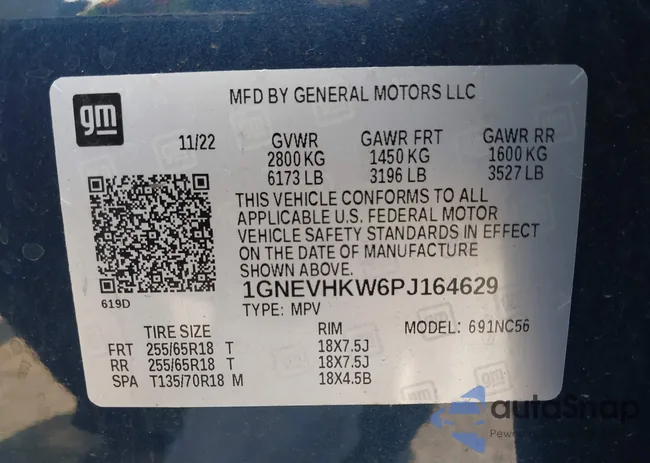 gm
MFD BY GENERAL MOTORS LLC
11/22 GVWR GAWR FRT GAWR RR
2800 KG 1450 KG 1600 KG
6173 LB 3196 LB 3527 LB
THIS VEHICLE CONFORMS TO ALL
APPLICABLE U.S. FEDERAL MOTOR
VEHICLE SAFETY STANDARDS IN EFFECT
ON THE DATE OF MANUFACTURE
SHOWN ABOVE.
619D
1GNEVHKW6PJ164629
TYPE: MPV
TIRE SIZE RIM MODEL: 691NC56
FRT 255/65R18 T 18X7.5J
RR 255/65R18 T 18X7.5J
SPA T135/70R18 M 18X4.5B
autoSnap
Powered